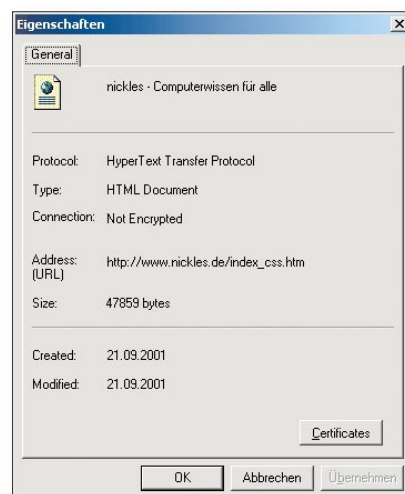 Eigenschaften
General
nickles - Computerwissen für alle
Protocol: HyperText Transfer Protocol
Type: HTML Document
Connection: Not Encrypted
Address: (URL) http://www.nickles.de/index_css.htm
Size: 47859 bytes
Created: 21.09.2001
Modified: 21.09.2001
Certificates
OK Abbrechen Übernehmen